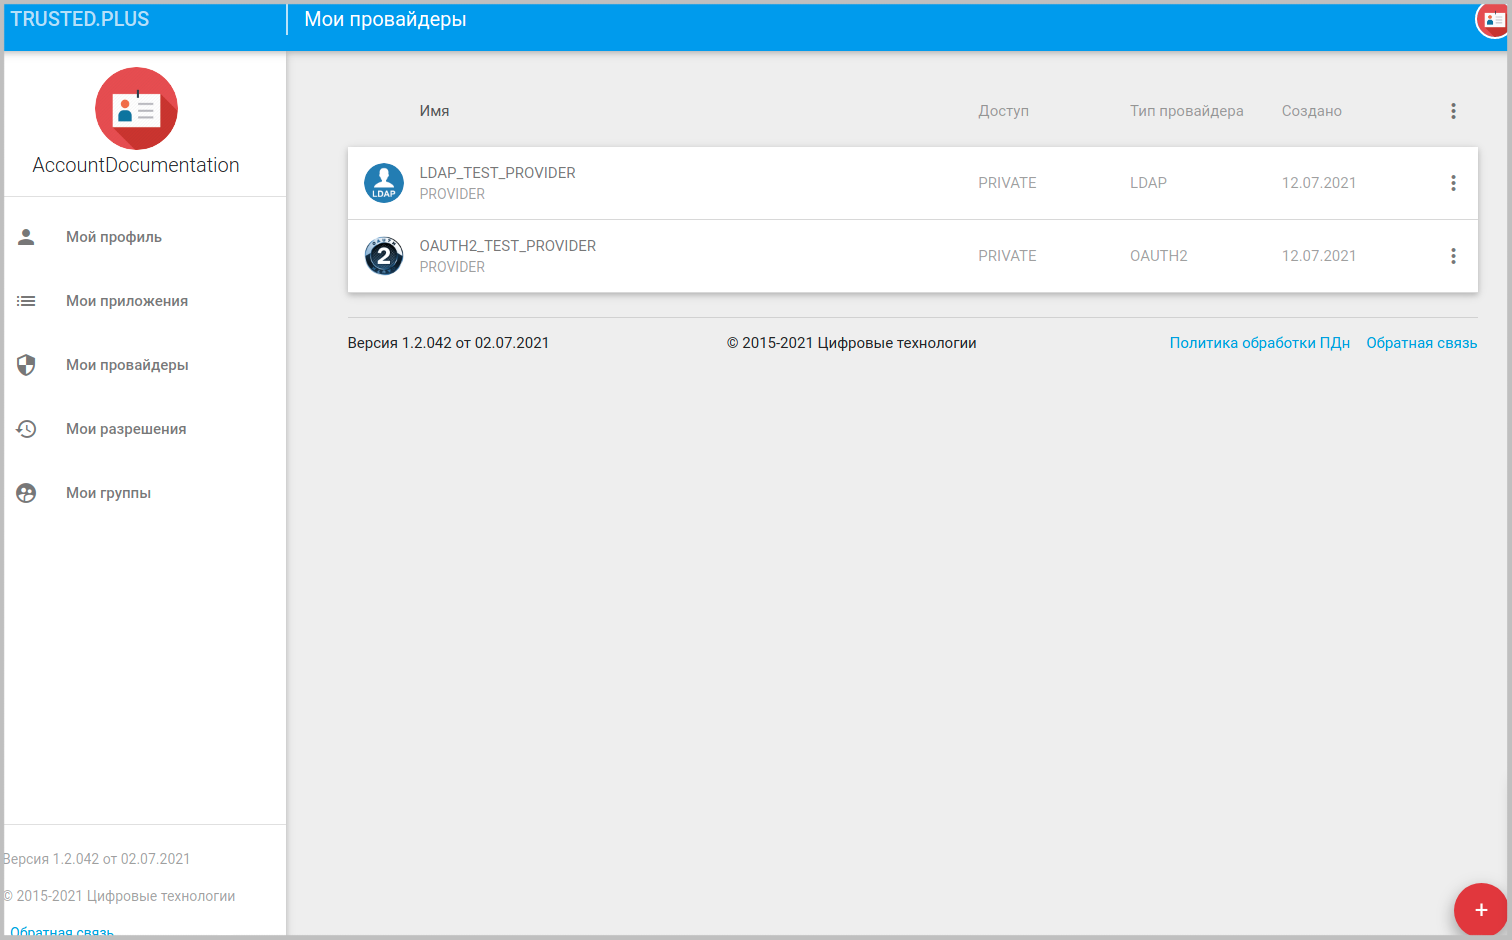 TRUSTED.PLUS
Мои провайдеры
AccountDocumentation
Мой профиль
Мои приложения
Мои провайдеры
Мои разрешения
Мои группы
Версия 1.2.042 от 02.07.2021
© 2015-2021 Цифровые технологии
Обратная связь
Имя Доступ Тип провайдера Создано
LDAP
LDAP_TEST_PROVIDER PRIVATE LDAP 12.07.2021
PROVIDER
2
OAUTH2_TEST_PROVIDER PRIVATE OAUTH2 12.07.2021
PROVIDER
Версия 1.2.042 от 02.07.2021 © 2015-2021 Цифровые технологии Политика обработки ПДн Обратная связь
+